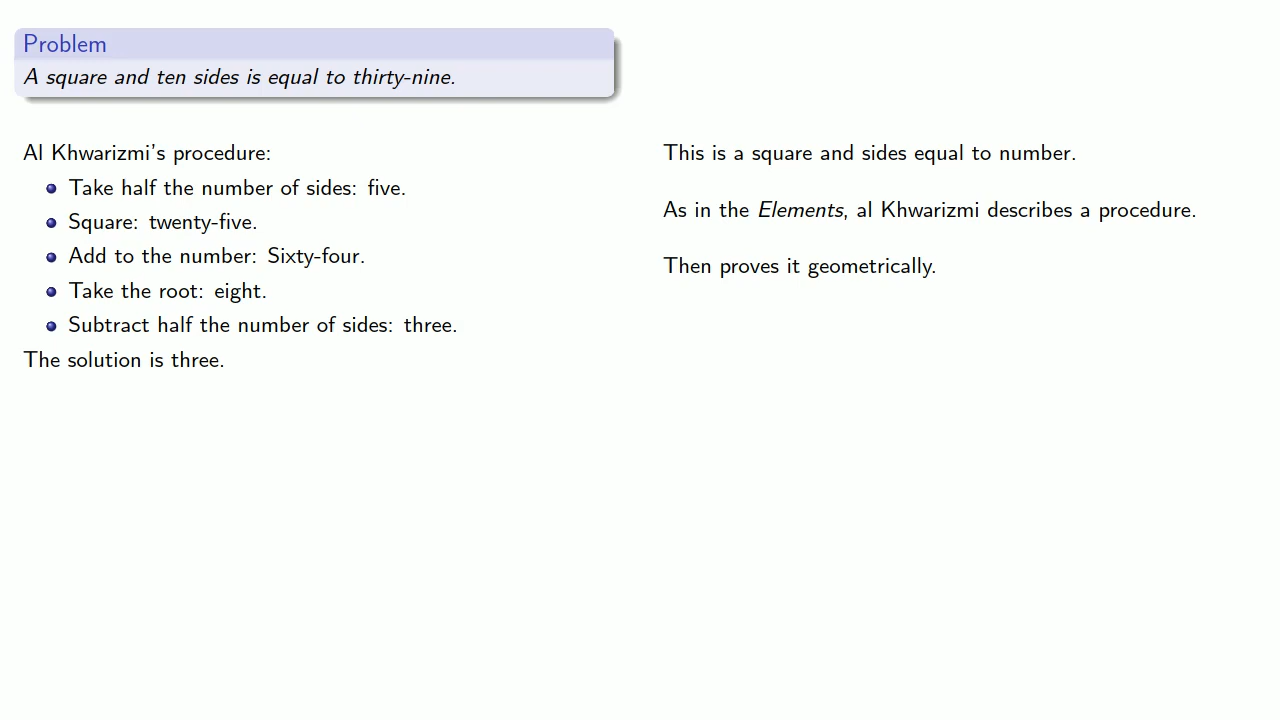 Problem
A square and ten sides is equal to thirty-nine.
Al Khwarizmi's procedure:
Take half the number of sides: five.
Square: twenty-five.
Add to the number: Sixty-four.
Take the root: eight.
Subtract half the number of sides: three.
The solution is three.
This is a square and sides equal to number.
As in the Elements, al Khwarizmi describes a procedure.
Then proves it geometrically.